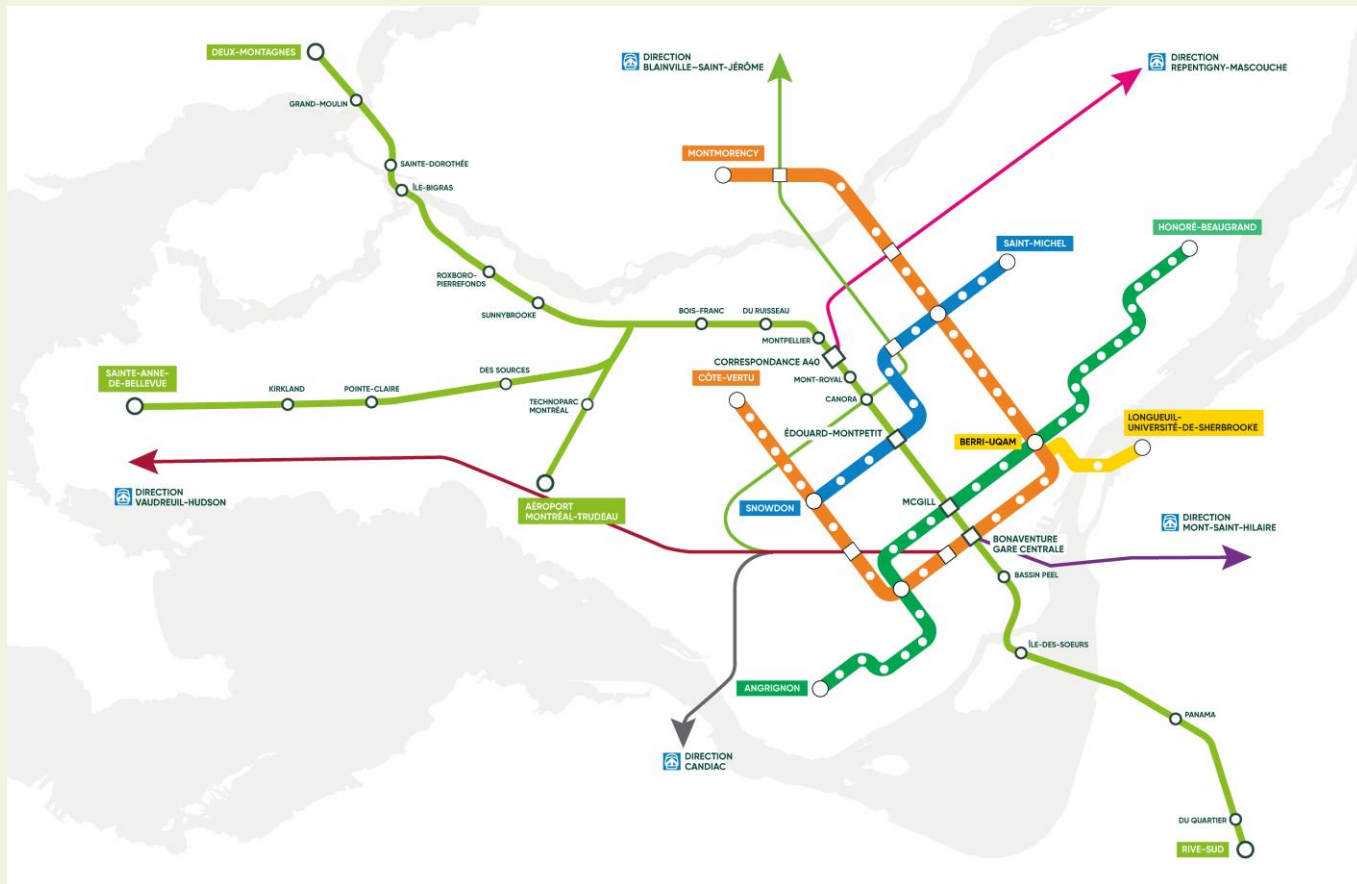 DEUX-MONTAGNES
DIRECTION
BLAINVILLE–SAINT-JÉRÔME
DIRECTION
REPENTIGNY-MASCOUCHE
GRAND-MOULIN
MONTMORENCY
SAINTE-DOROTHÉE
ÎLE-BIGRAS
HONORÉ-BEAUGRAND
SAINT-MICHEL
ROXBORO-
PIERREFONDS
SUNNYBROOKE
BOIS-FRANC
DU RUISSEAU
MONTPELLIER
CORRESPONDANCE A40
SAINTE-ANNE-
DE-BELLEVUE
KIRKLAND
POINTE-CLAIRE
DES SOURCES
MONT-ROYAL
CÔTE-VERTU
TECHNOPARC
MONTRÉAL
CANORA
ÉDOUARD-MONTPETIT
BERRI-UQAM
LONGUEUIL-
UNIVERSITÉ-DE-SHERBROOKE
DIRECTION
VAUDREUIL-HUDSON
AÉROPORT
MONTRÉAL-TRUDEAU
SNOWDON
MCGILL
DIRECTION
MONT-SAINT-HILAIRE
BONAVENTURE
GARE CENTRALE
BASSIN PEEL
ÎLE-DES-SOEURS
ANGRIGNON
PANAMA
DIRECTION
CANDIAC
DU QUARTIER
RIVE-SUD